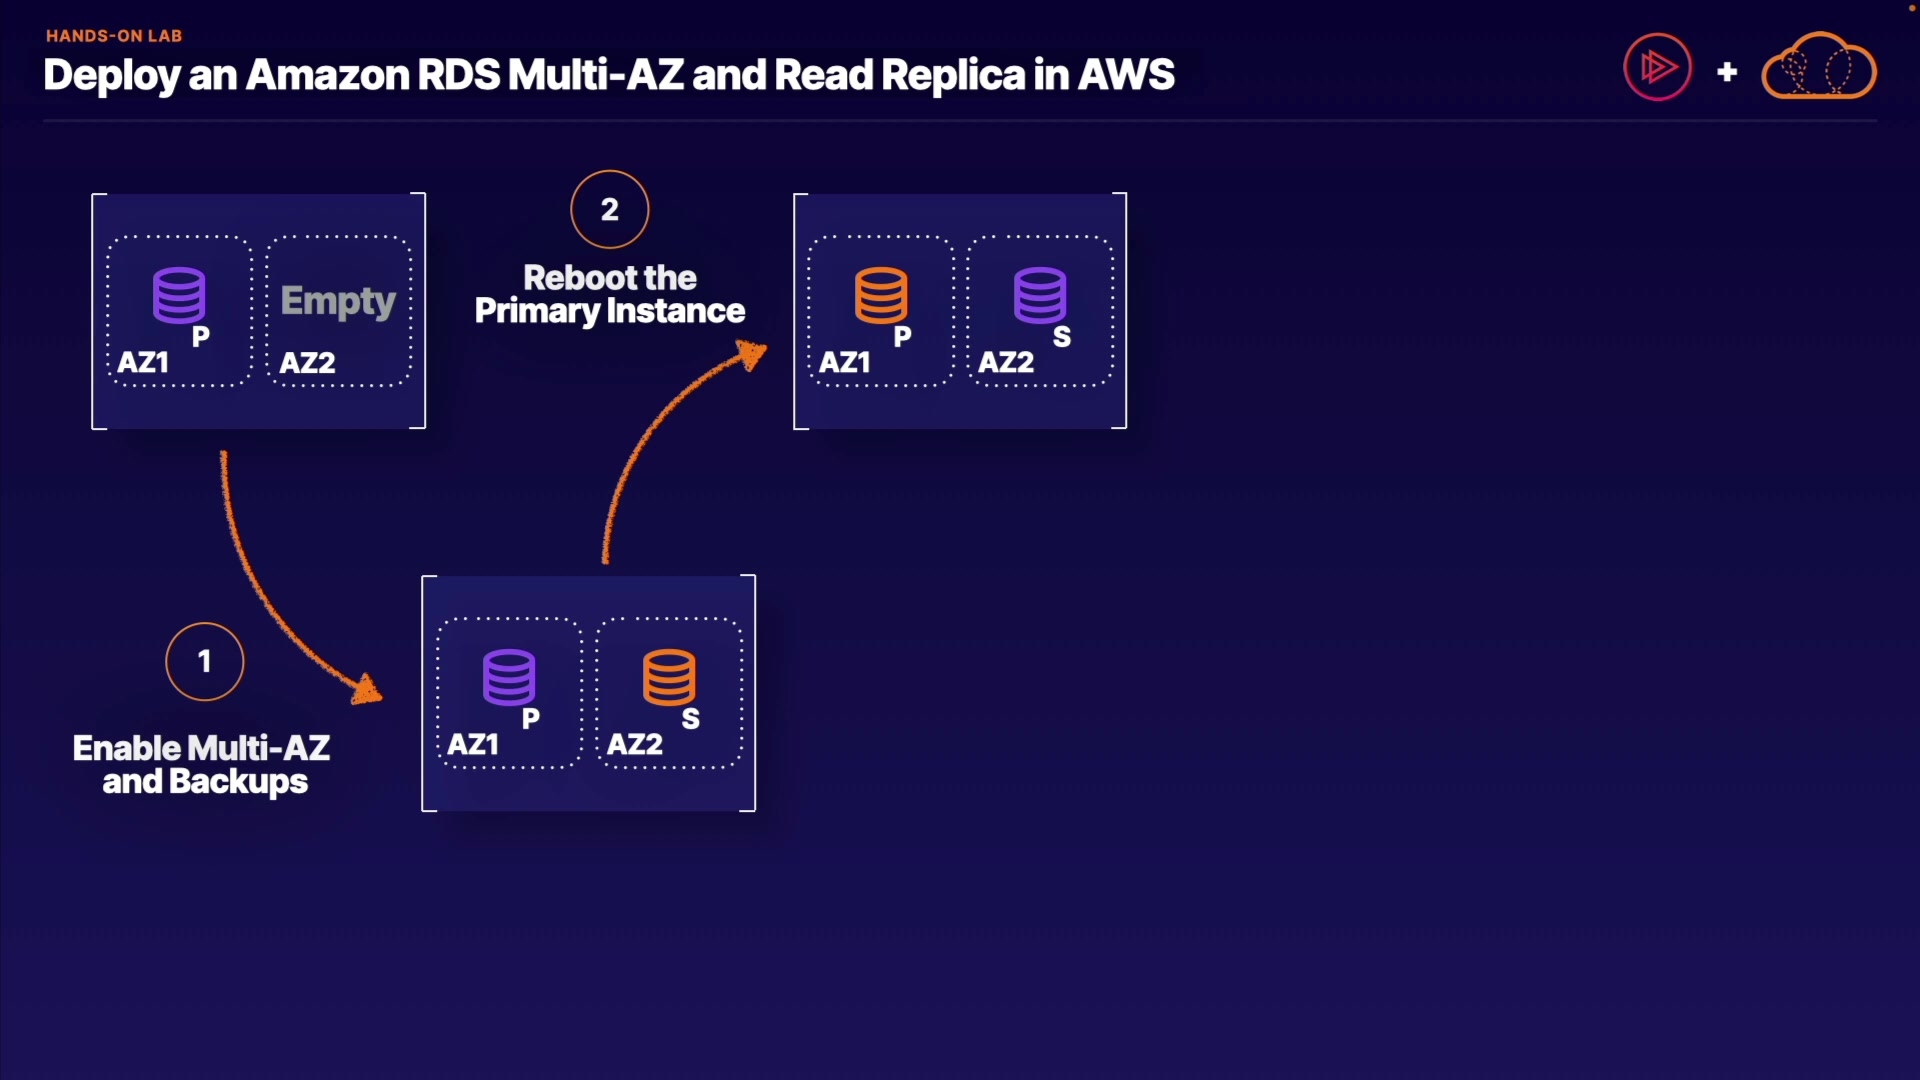 HANDS-ON LAB
Deploy an Amazon RDS Multi-AZ and Read Replica in AWS
+
P
AZ1
Empty
AZ2
2
Reboot the
Primary Instance
P
AZ1
S
AZ2
1
Enable Multi-AZ
and Backups
P
AZ1
S
AZ2